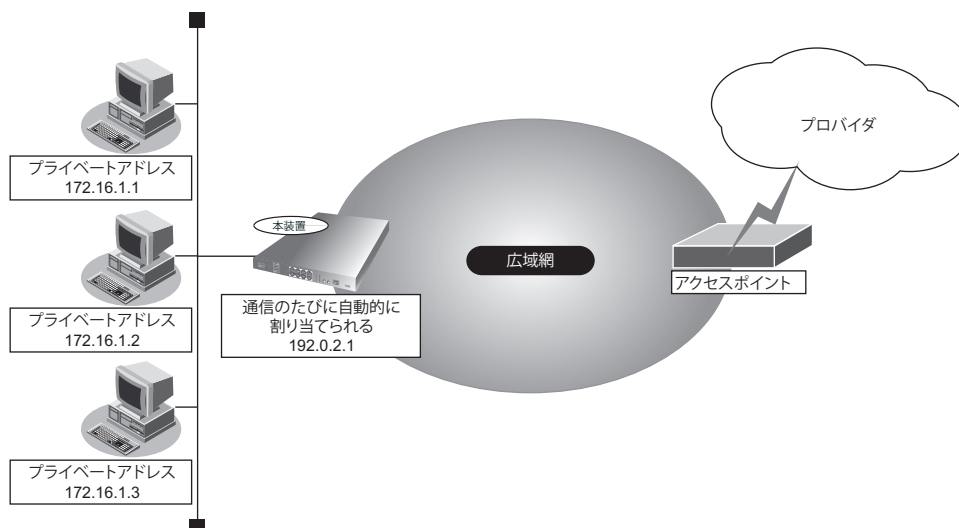 プライベートアドレス
172.16.1.1
プライベートアドレス
172.16.1.2
プライベートアドレス
172.16.1.3
本装置
通信のたびに自動的に
割り当てられる
192.0.2.1
広域網
プロバイダ
アクセスポイント